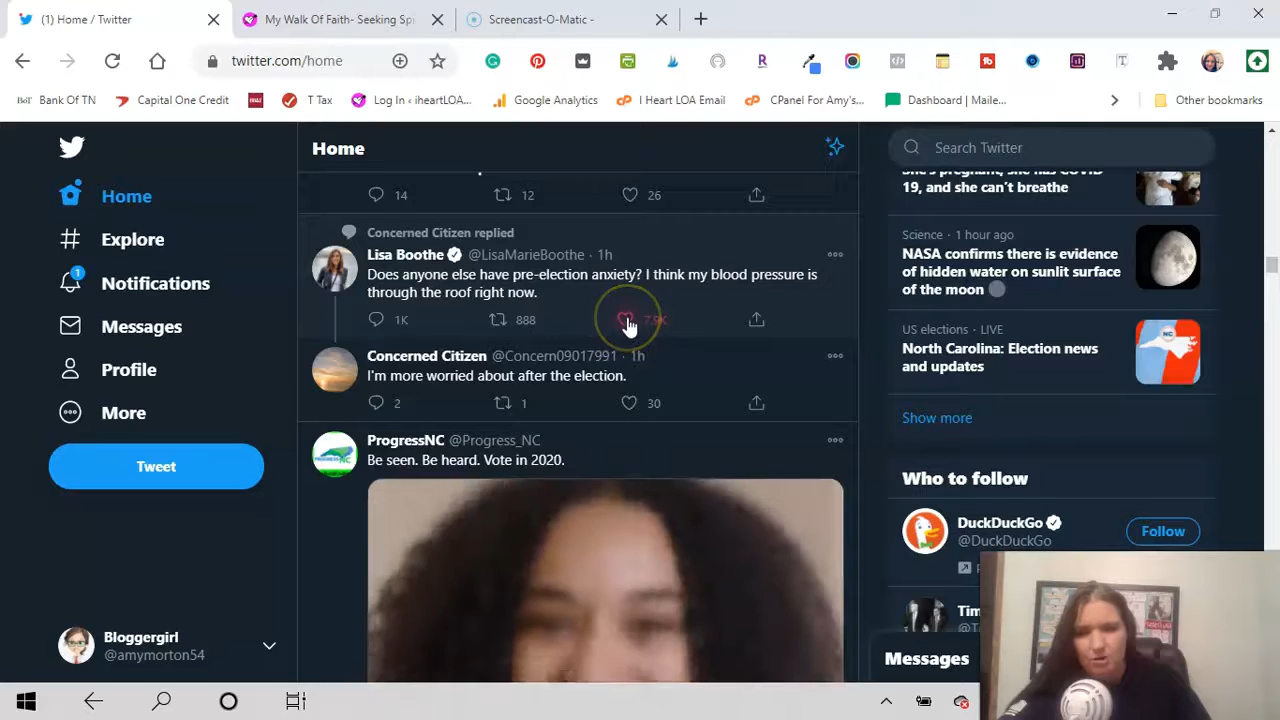 (1) Home / Twitter
My Walk Of Faith- Seeking Sp
Screencast-O-Matic -
twitter.com/home
BOT Bank Of TN
Capital One Credit
T Tax
Log In ‹ iheartLOA...
Google Analytics
I Heart LOA Email
CPanel For Amy's...
Dashboard | Maile...
Other bookmarks
Home
Explore
1
Notifications
Messages
Profile
More
Tweet
Bloggergirl
@amymorton54
Home
14 12 26
Concerned Citizen replied
Lisa Boothe @LisaMarieBoothe · 1h
Does anyone else have pre-election anxiety? I think my blood pressure is
through the roof right now.
1K 888
Concerned Citizen @Concern09017991 · 1h
I'm more worried about after the election.
2 1 30
ProgressNC @Progress_NC
Be seen. Be heard. Vote in 2020.
Search Twitter
She's pregnant, she has COVID
19, and she can't breathe
Science · 1 hour ago
NASA confirms there is evidence
of hidden water on sunlit surface
of the moon
US elections · LIVE
North Carolina: Election news
and updates
NC
Show more
Who to follow
DuckDuckGo
@DuckDuckGo
Follow
Tim
Messages